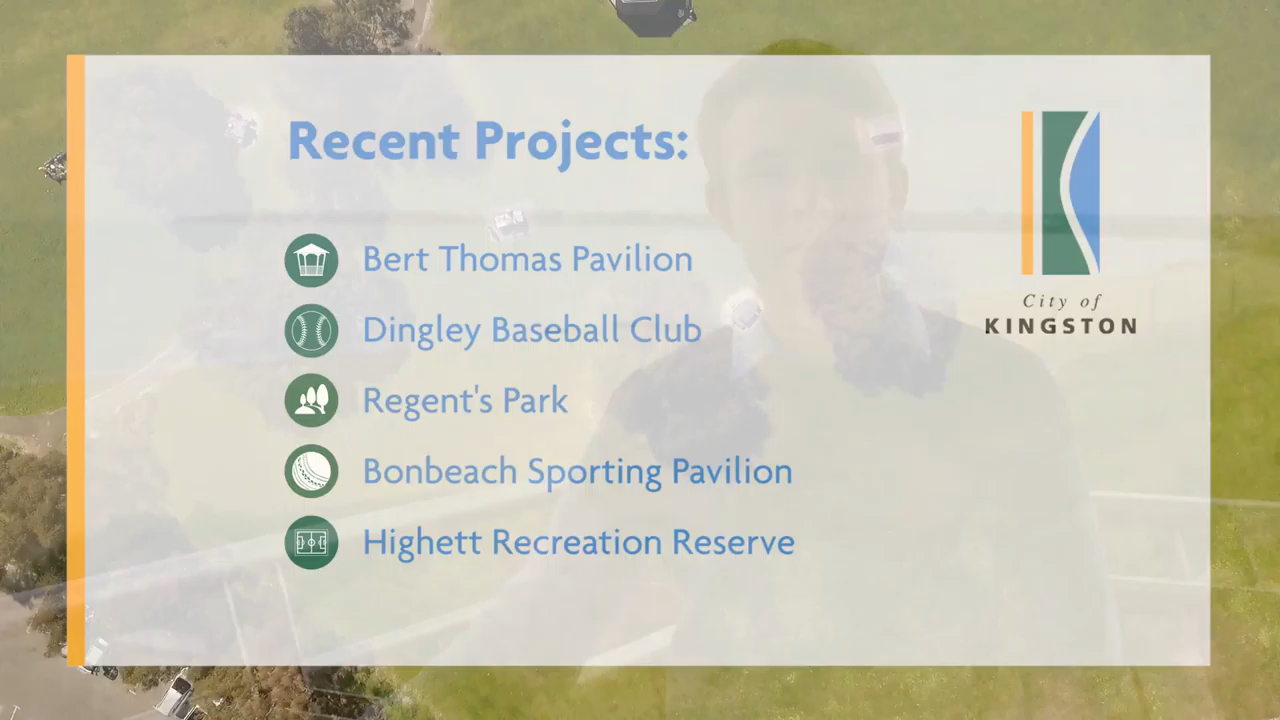 Recent Projects:
Bert Thomas Pavilion
Dingley Baseball Club
Regent's Park
Bonbeach Sporting Pavilion
Highett Recreation Reserve
City of
KINGSTON